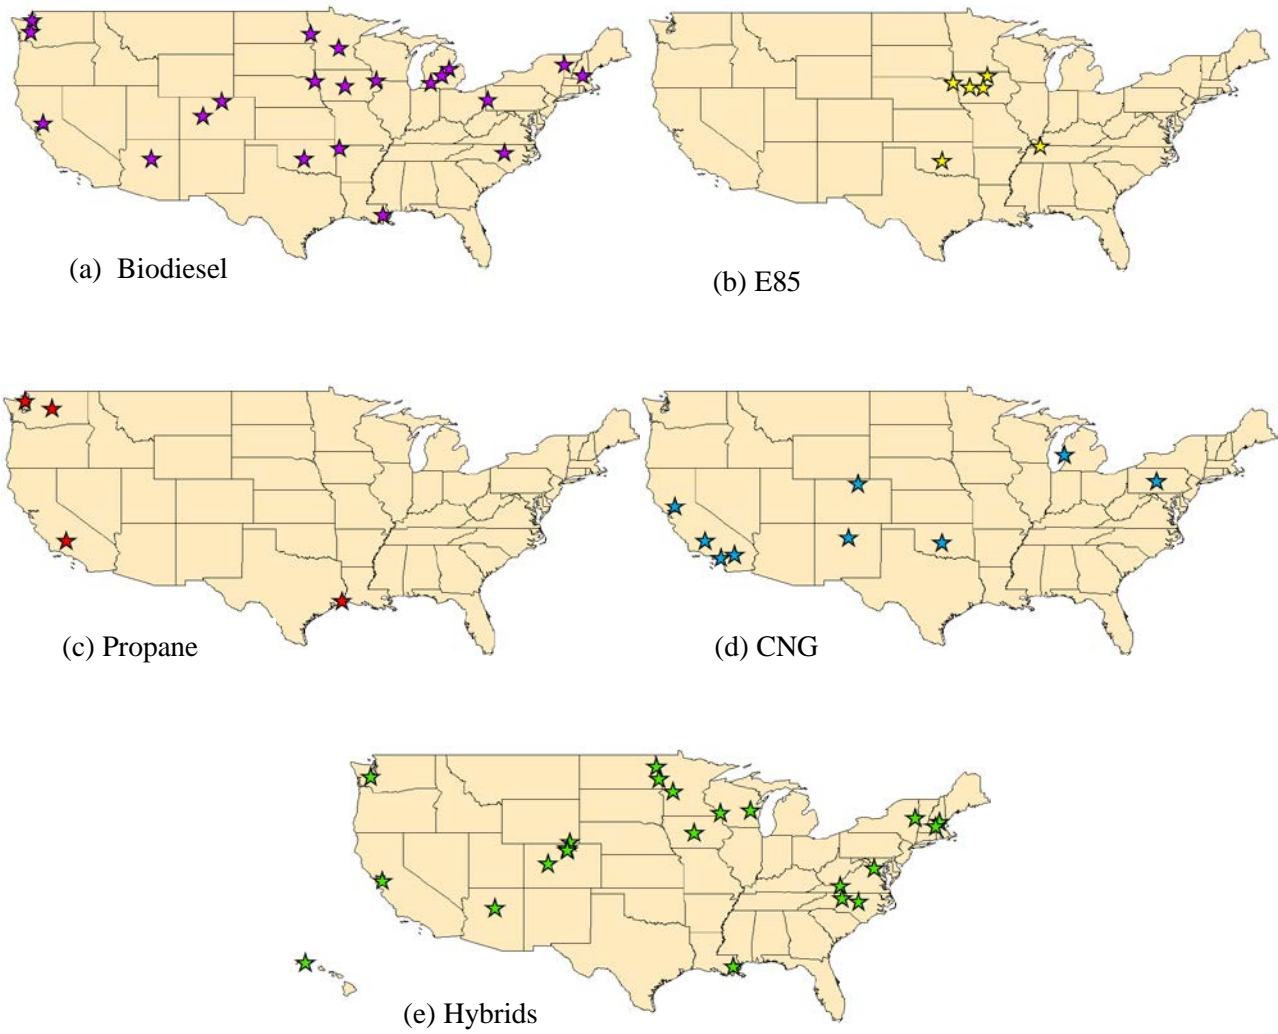 (a) Biodiesel
(b) E85
(c) Propane
(d) CNG
(e) Hybrids